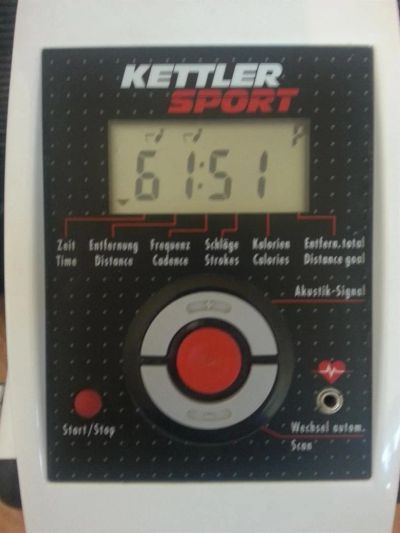 KETTLER
SPORT
P
61:51
Zeit Entfernung Frequenz Schläge Kalorien Entfern.total
Time Distance Cadence Strokes Calories Distance goal
Akustik-Signal
Start/Stop
Wechsel autom.
Scan